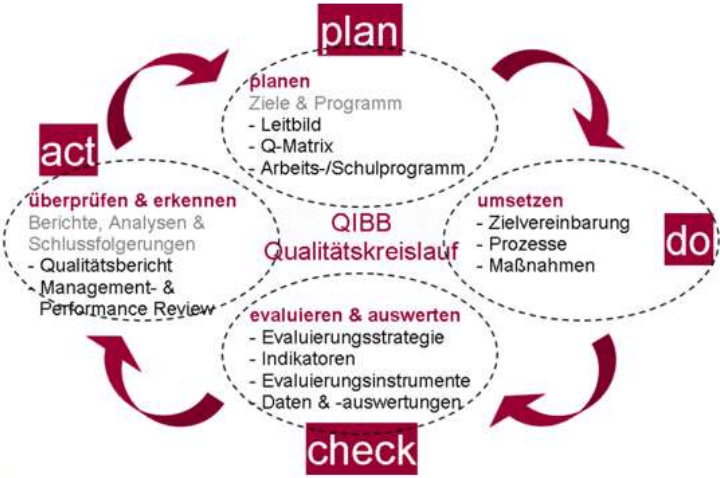 plan
planen
Ziele & Programm
- Leitbild
- Q-Matrix
- Arbeits-/Schulprogramm
act
überprüfen & erkennen
Berichte, Analysen &
Schlussfolgerungen
- Qualitätsbericht
- Management- &
Performance Review
QIBB
Qualitätskreislauf
umsetzen
- Zielvereinbarung
- Prozesse
- Maßnahmen
do
evaluieren & auswerten
- Evaluierungsstrategie
- Indikatoren
- Evaluierungsinstrumente
- Daten & -auswertungen
check